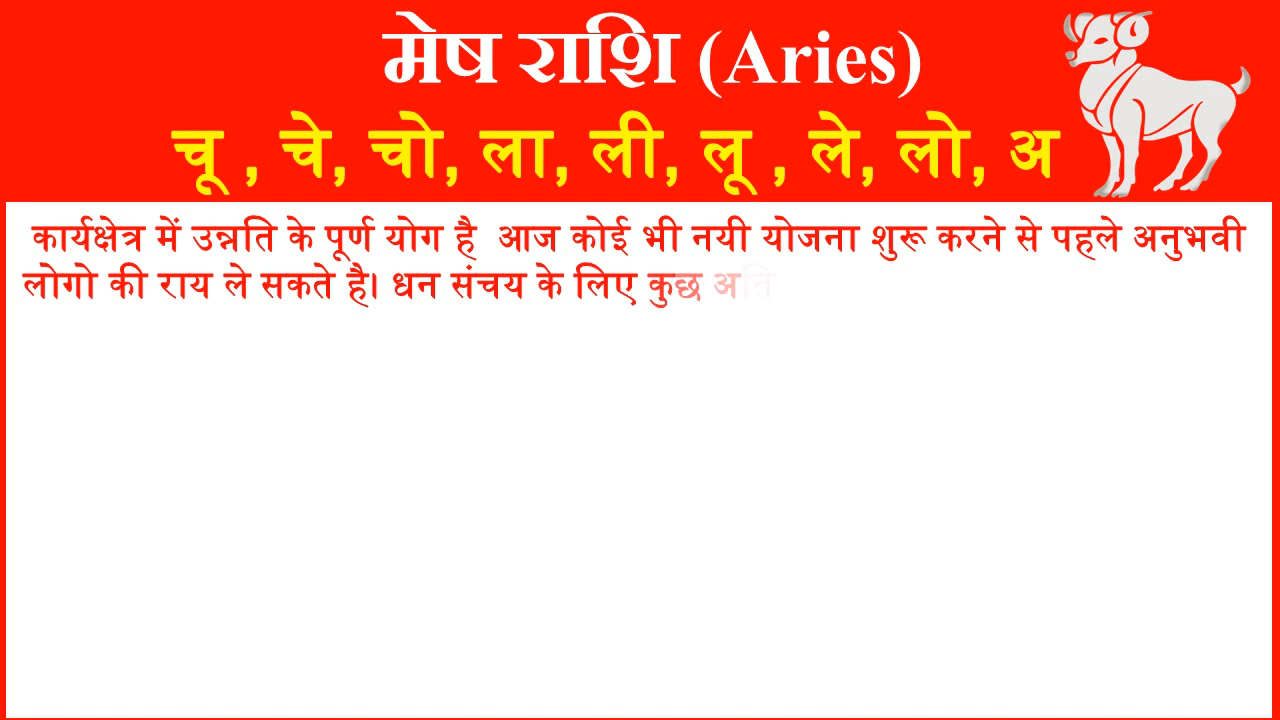 मेष राशि (Aries)
चू , चे, चो, ला, ली, लू , ले, लो, अ
कार्यक्षेत्र में उन्नति के पूर्ण योग है आज कोई भी नयी योजना शुरू करने से पहले अनुभवी
लोगो की राय ले सकते है। धन संचय के लिए कुछ